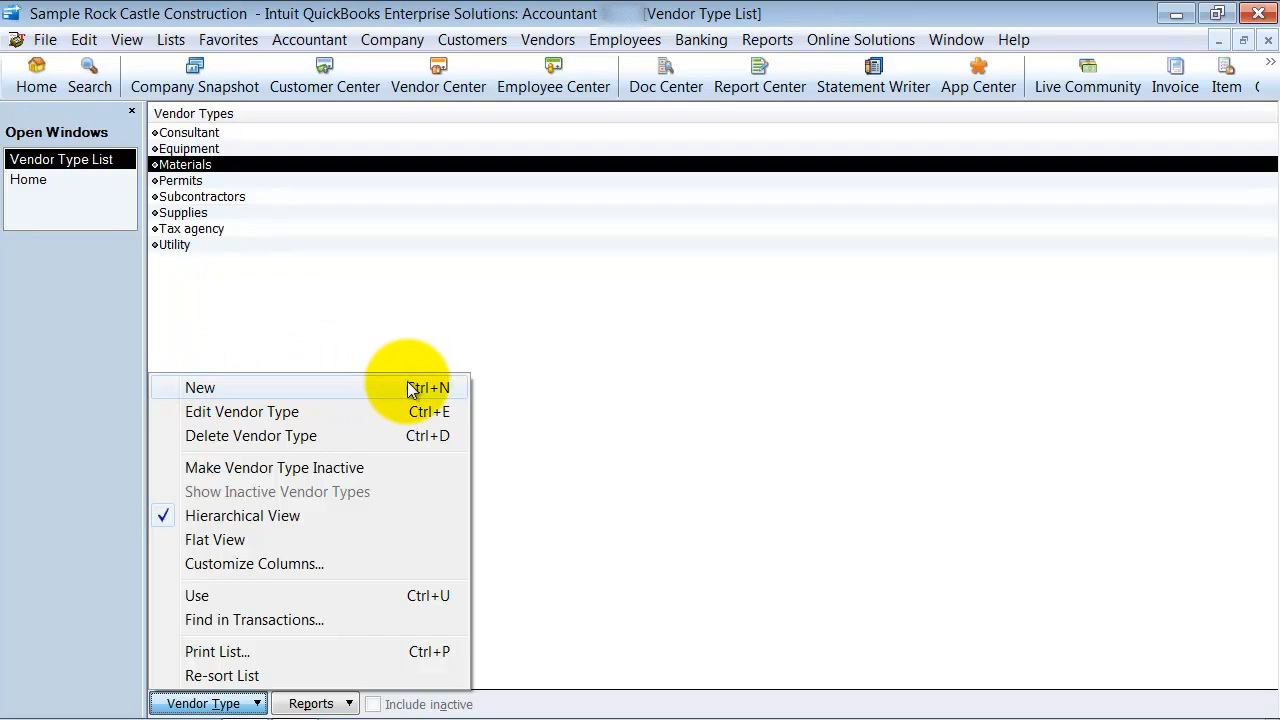 Sample Rock Castle Construction - Intuit QuickBooks Enterprise Solutions: Accountant [Vendor Type List]
File Edit View Lists Favorites Accountant Company Customers Vendors Employees Banking Reports Online Solutions Window Help
Home Search Company Snapshot Customer Center Vendor Center Employee Center Doc Center Report Center Statement Writer App Center Live Community Invoice Item
Open Windows
Vendor Type List
Home
Vendor Types
Consultant
Equipment
Materials
Permits
Subcontractors
Supplies
Tax agency
Utility
New Ctrl+N
Edit Vendor Type Ctrl+E
Delete Vendor Type Ctrl+D
Make Vendor Type Inactive
Show Inactive Vendor Types
Hierarchical View
Flat View
Customize Columns...
Use Ctrl+U
Find in Transactions...
Print List... Ctrl+P
Re-sort List
Vendor Type Reports Include inactive